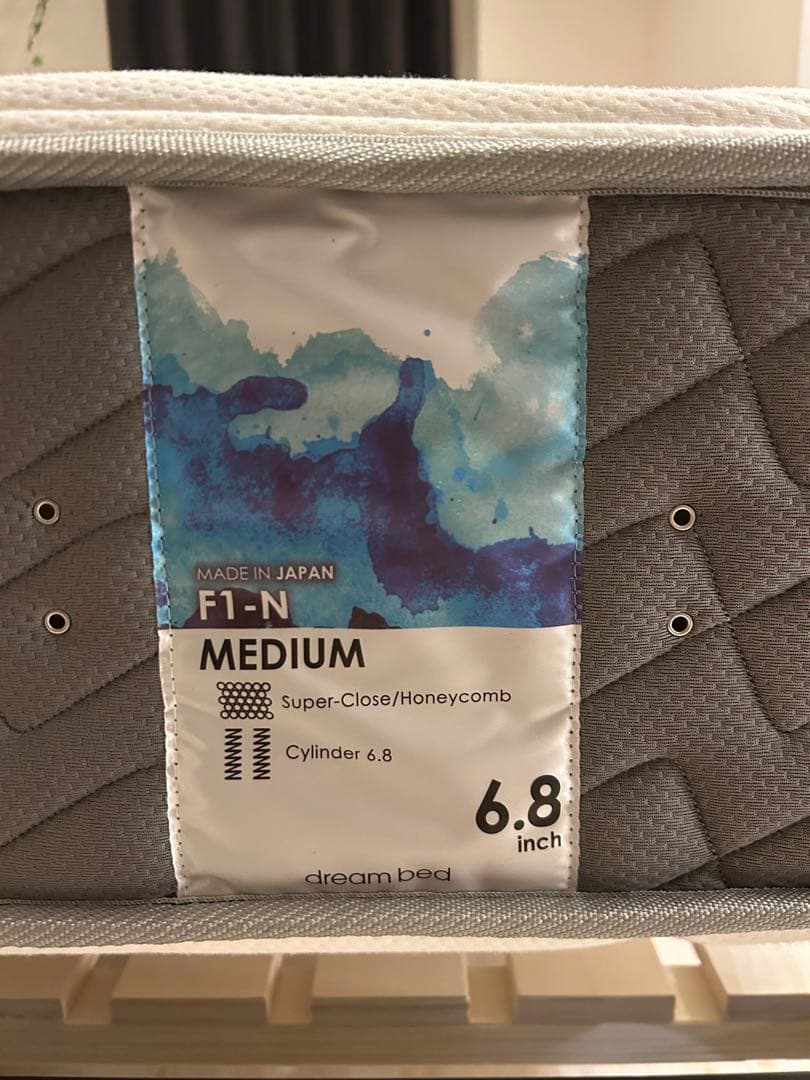 MADE IN JAPAN
F1-N
MEDIUM
Super-Close/Honeycomb
Cylinder 6.8
6.8
inch
dream bed